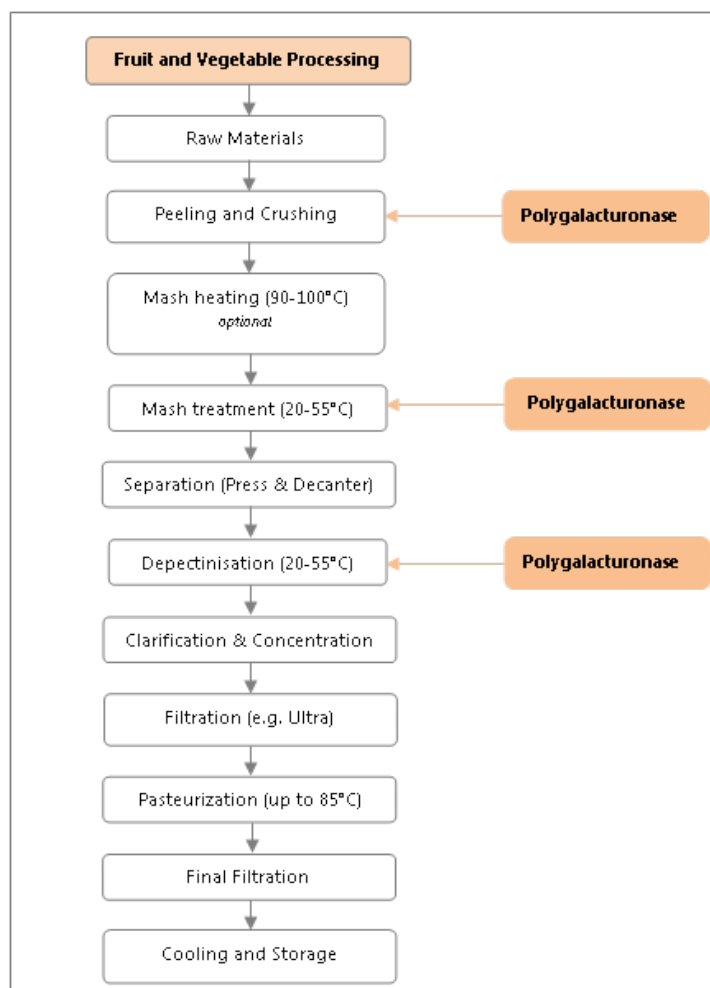 Fruit and Vegetable Processing
Raw Materials
Peeling and Crushing
Polygalacturonase
Mash heating (90-100°C)
optional
Mash treatment (20-55°C)
Polygalacturonase
Separation (Press & Decanter)
Depectinisation (20-55°C)
Polygalacturonase
Clarification & Concentration
Filtration (e.g. Ultra)
Pasteurization (up to 85°C)
Final Filtration
Cooling and Storage